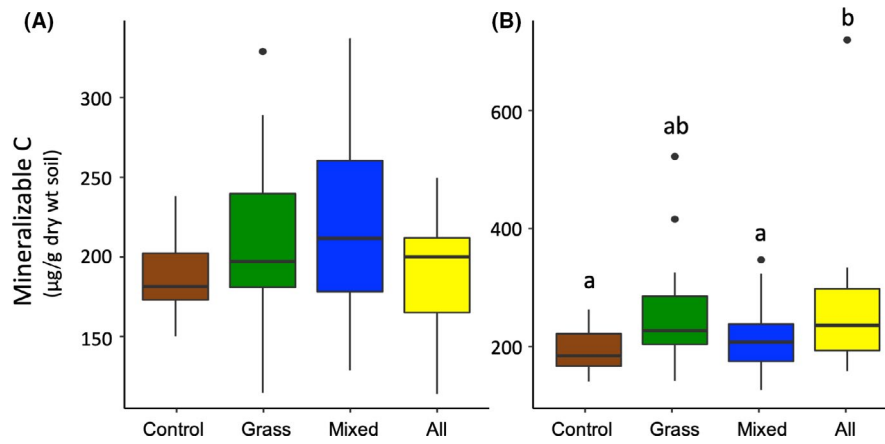 (A)
(B)
Mineralizable C
(µg/g dry wt soil)
300
250
200
150
Control Grass Mixed All
600
400
200
a
ab
a
b
Control Grass Mixed All